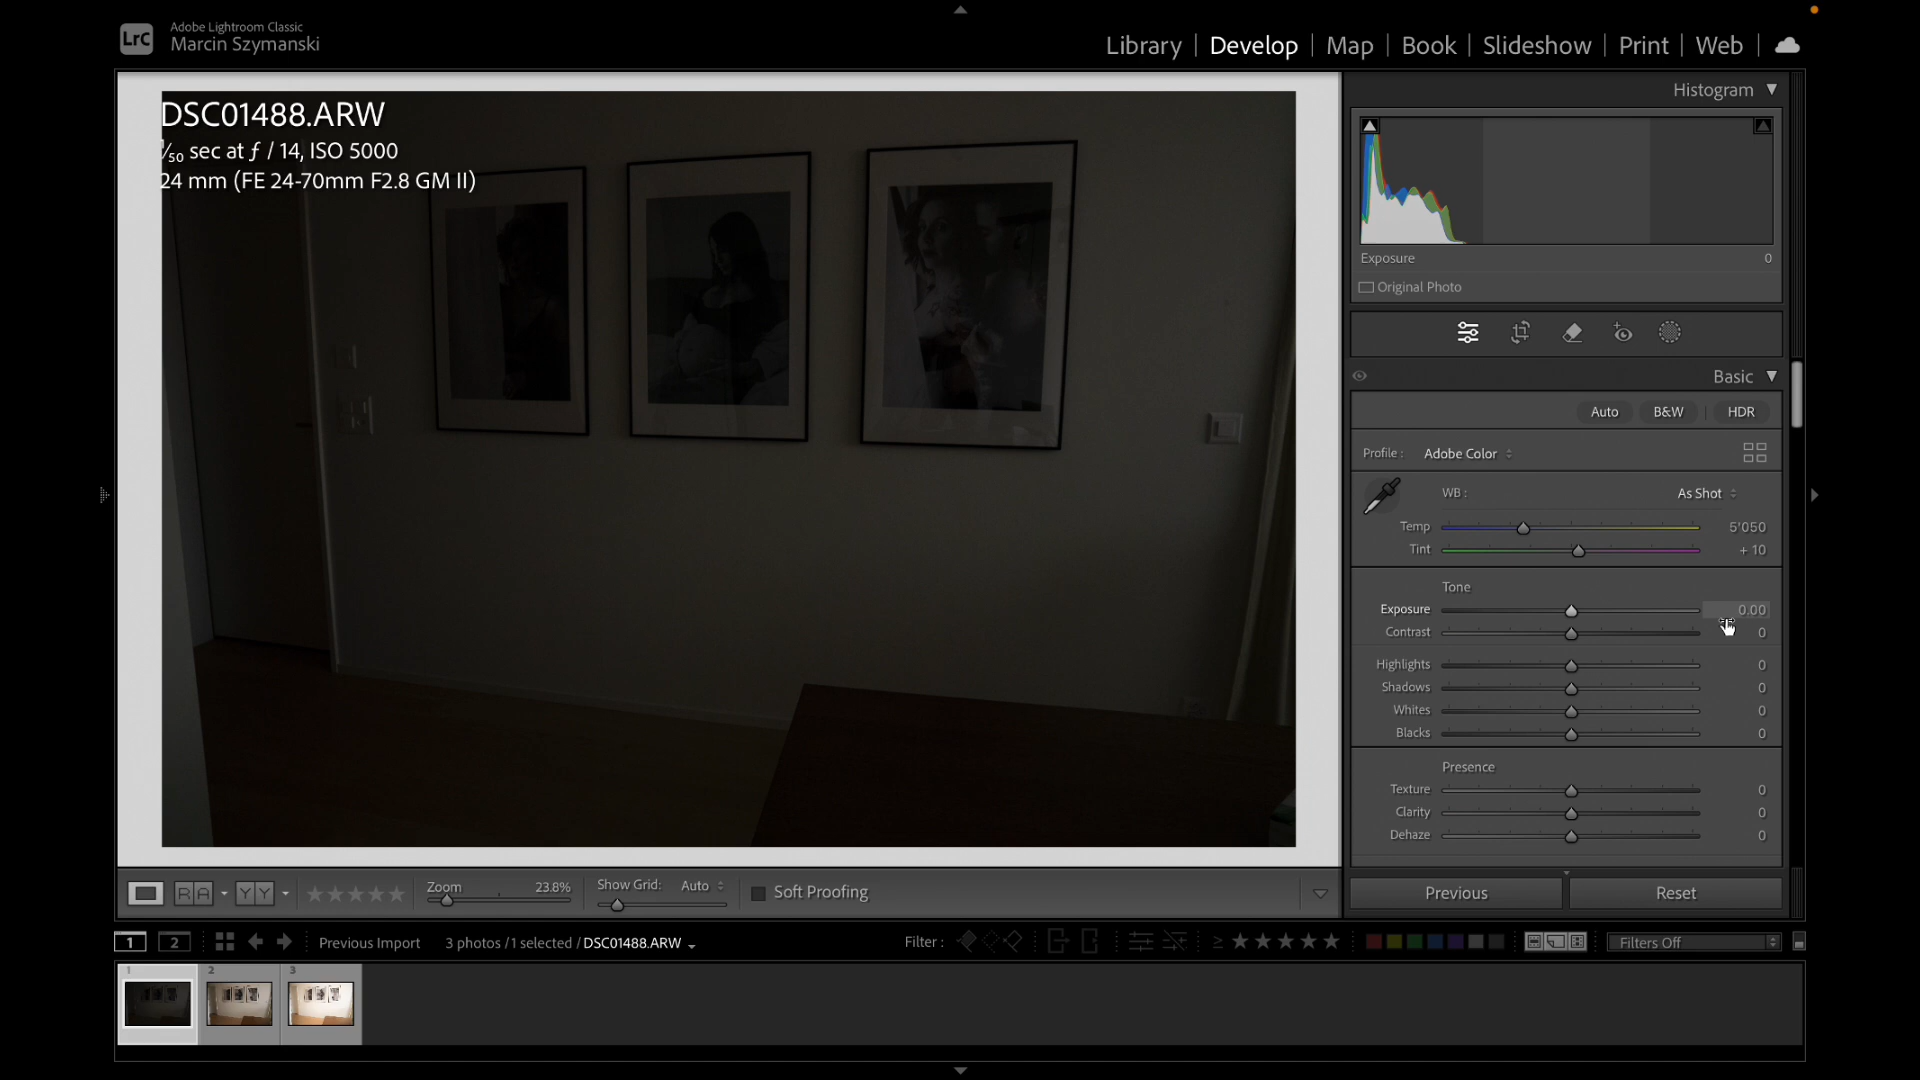 LrC
Adobe Lightroom Classic
Marcin Szymanski
Library | Develop | Map | Book | Slideshow | Print | Web |
DSC01488.ARW
1/50 sec at ƒ / 14, ISO 5000
24 mm (FE 24-70mm F2.8 GM II)
Histogram
Exposure 0
Original Photo
Basic
Auto B&W HDR
Profile : Adobe Color
WB : As Shot
Temp 5'050
Tint + 10
Tone
Exposure 0.00
Contrast 0
Highlights 0
Shadows 0
Whites 0
Blacks 0
Presence
Texture 0
Clarity 0
Dehaze 0
Previous Reset
R A Y Y Zoom 23.8% Show Grid: Auto Soft Proofing
1 2 Previous Import 3 photos / 1 selected / DSC01488.ARW Filter : ≥ Filters Off
1 2 3